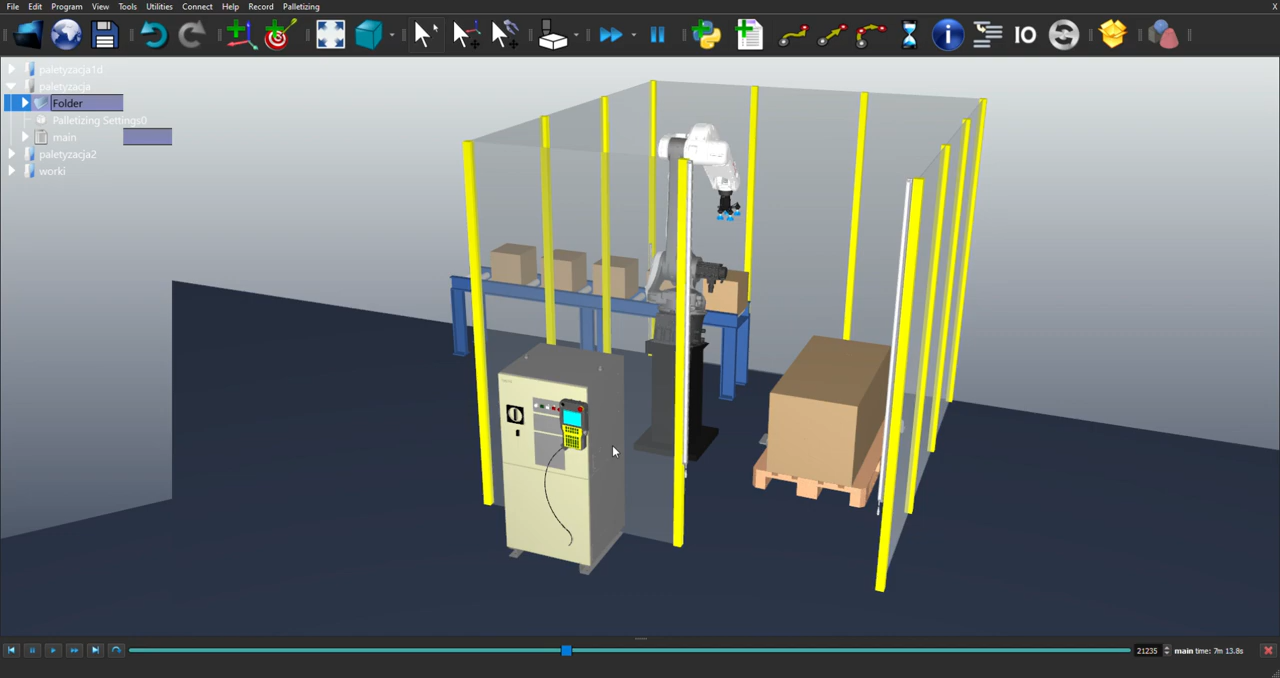 File Edit Program View Tools Utilities Connect Help Record Palletizing X
IO
paletyzacja1d
paletyzacja
Folder
Palletizing Settings0
main
paletyzacja2
worki
21235 main time: 7m 13.8s